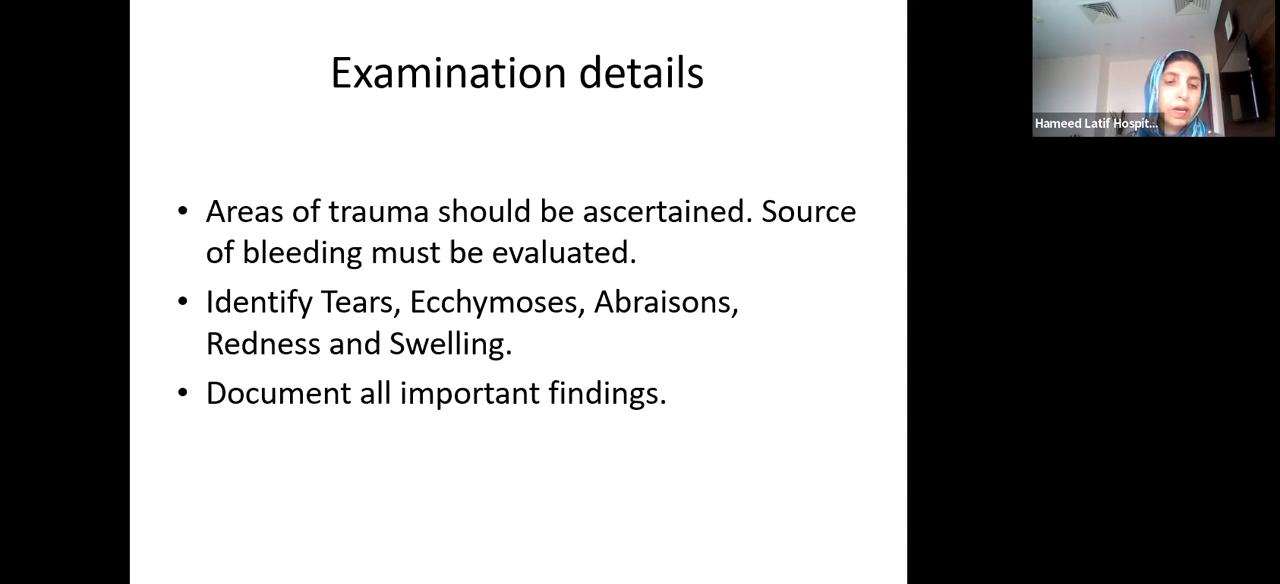 Examination details
• Areas of trauma should be ascertained. Source
of bleeding must be evaluated.
• Identify Tears, Ecchymoses, Abraisons,
Redness and Swelling.
• Document all important findings.
Hameed Latif Hospit...